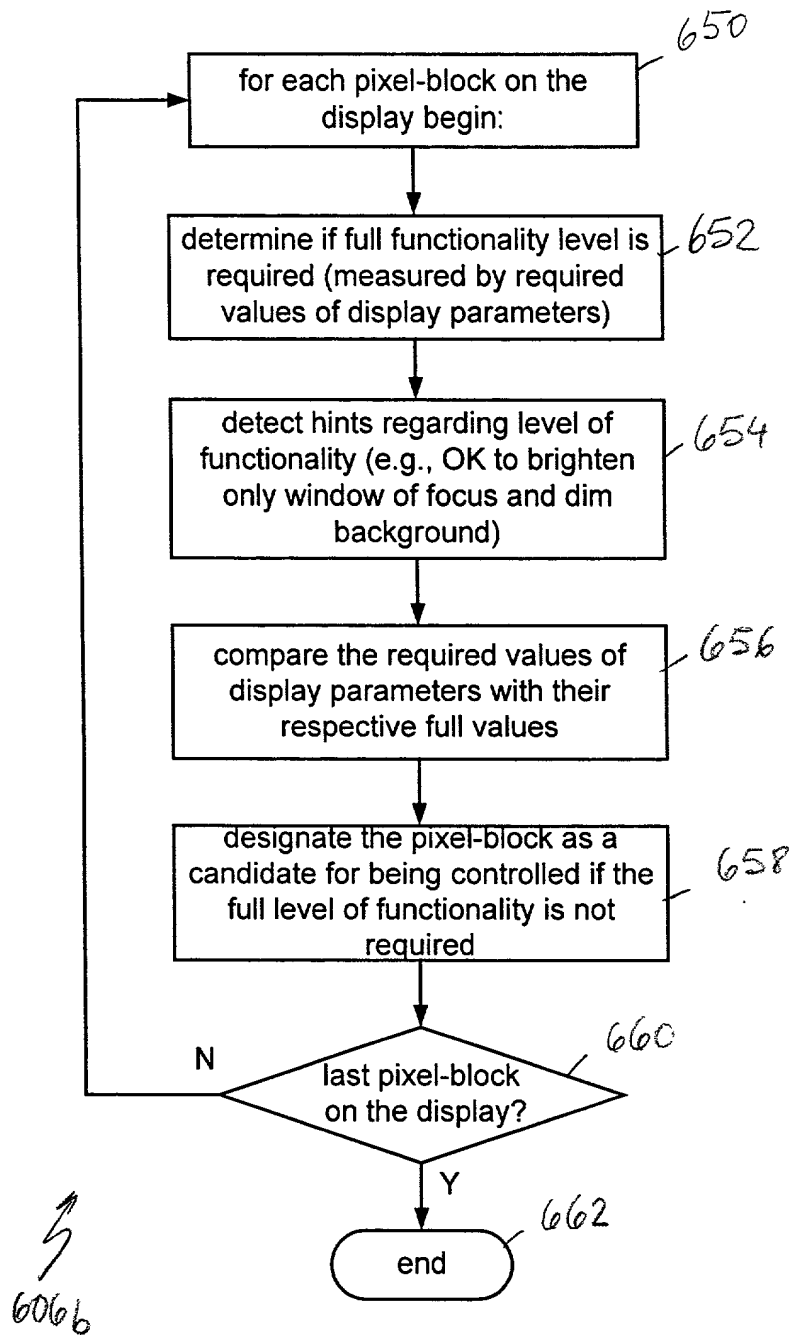 650
for each pixel-block on the
display begin:
determine if full functionality level is
required (measured by required
values of display parameters)
652
detect hints regarding level of
functionality (e.g., OK to brighten
only window of focus and dim
background)
654
compare the required values of
display parameters with their
respective full values
656
designate the pixel-block as a
candidate for being controlled if the
full level of functionality is not
required
658
660
N
last pixel-block
on the display?
Y
662
end
606b